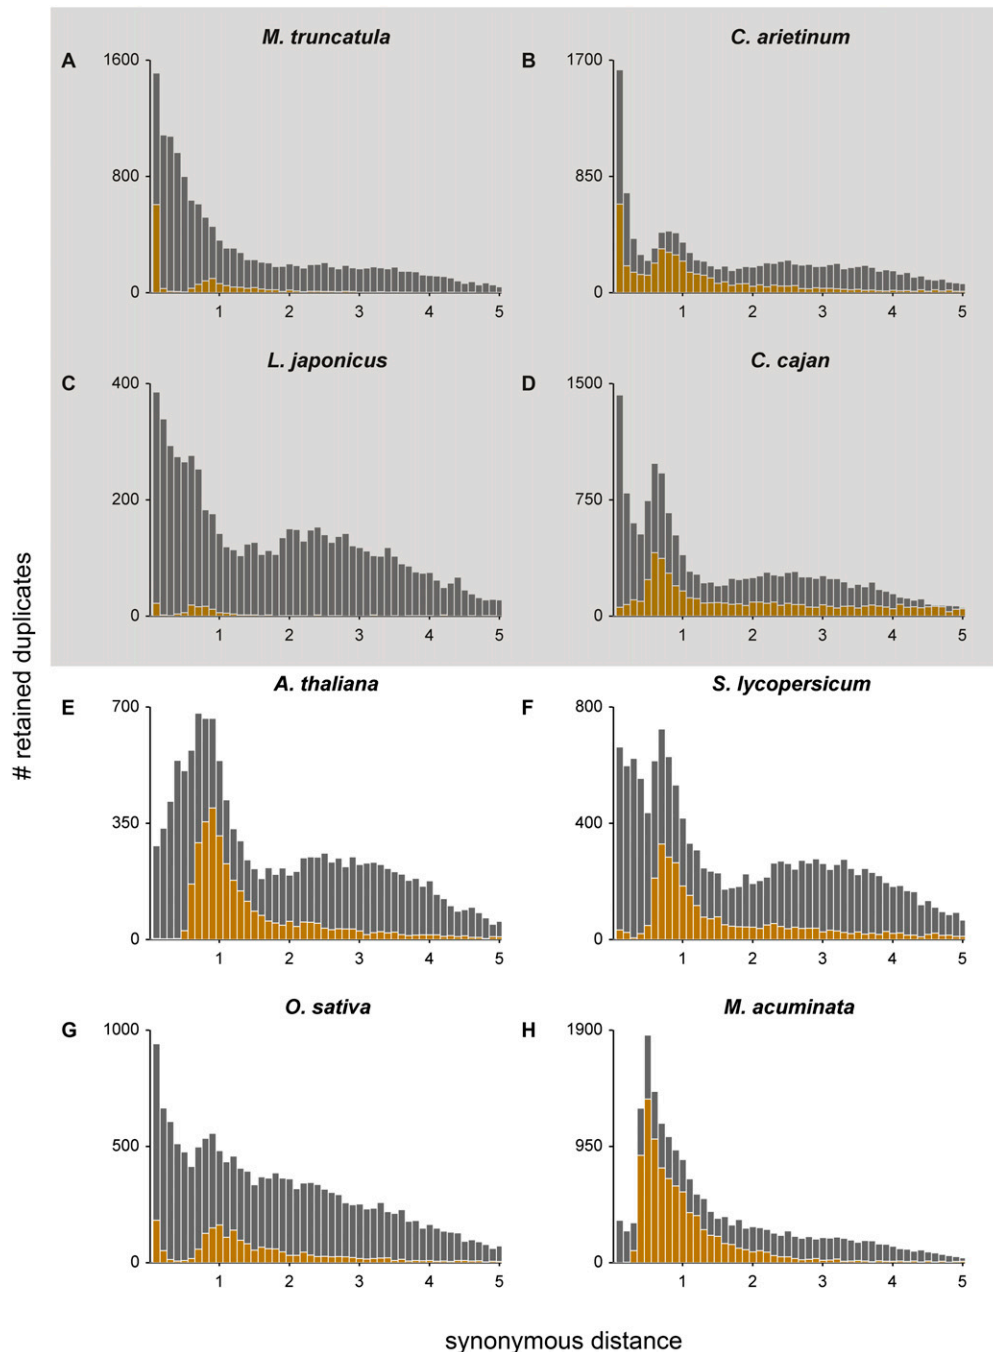 M. truncatula
C. arietinum
A
B
1600
800
0
1 2 3 4 5
1700
850
0
1 2 3 4 5
L. japonicus
C. cajan
C
D
400
200
0
1 2 3 4 5
1500
750
0
1 2 3 4 5
# retained duplicates
A. thaliana
S. lycopersicum
E
F
700
350
0
1 2 3 4 5
800
400
0
1 2 3 4 5
O. sativa
M. acuminata
G
H
1000
500
0
1 2 3 4 5
1900
950
0
1 2 3 4 5
synonymous distance